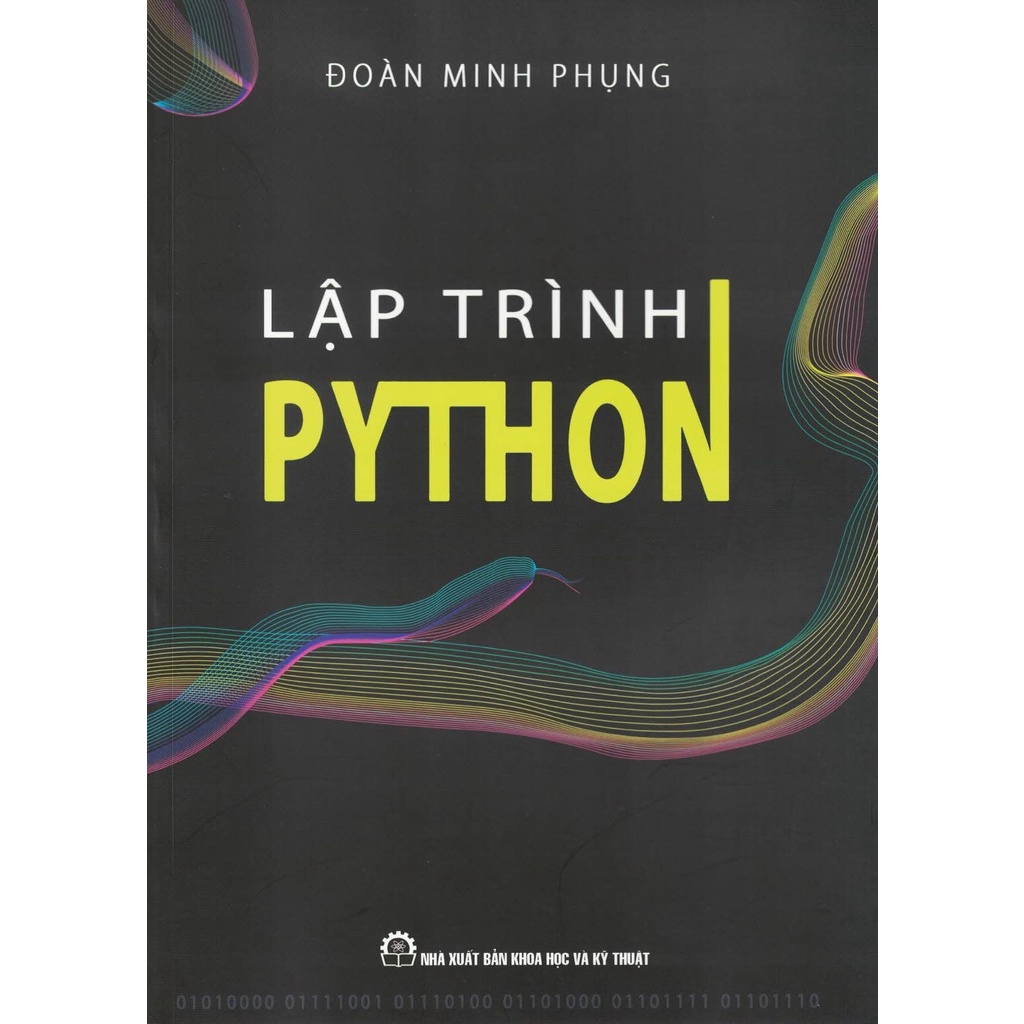 ĐOÀN MINH PHỤNG
LẬP TRÌNH
PYTHON
NHÀ XUẤT BẢN KHOA HỌC VÀ KỸ THUẬT
01010000 01111001 01110100 01101000 01101111 01101110